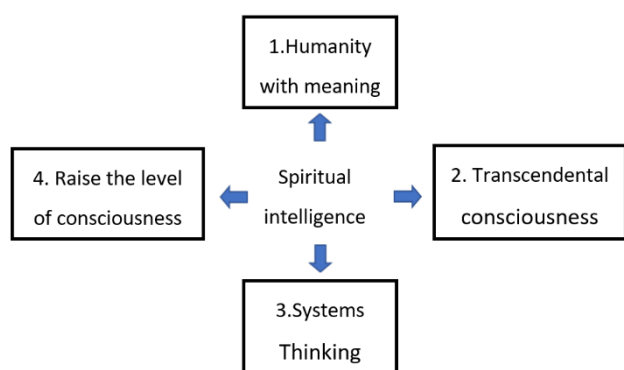 1.Humanity
with meaning
4. Raise the level
of consciousness
Spiritual
intelligence
2. Transcendental
consciousness
3.Systems
Thinking